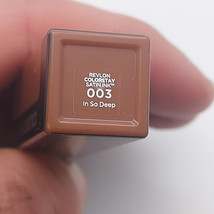 REVLON
COLORSTAY
SATIN INK™
003
In So Deep